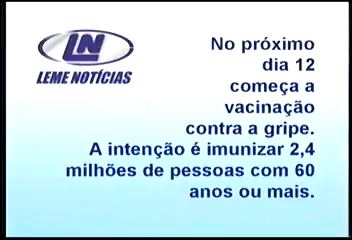 LN
LEME NOTÍCIAS
No próximo
dia 12
começa a
vacinação
contra a gripe.
A intenção é imunizar 2,4
milhões de pessoas com 60
anos ou mais.